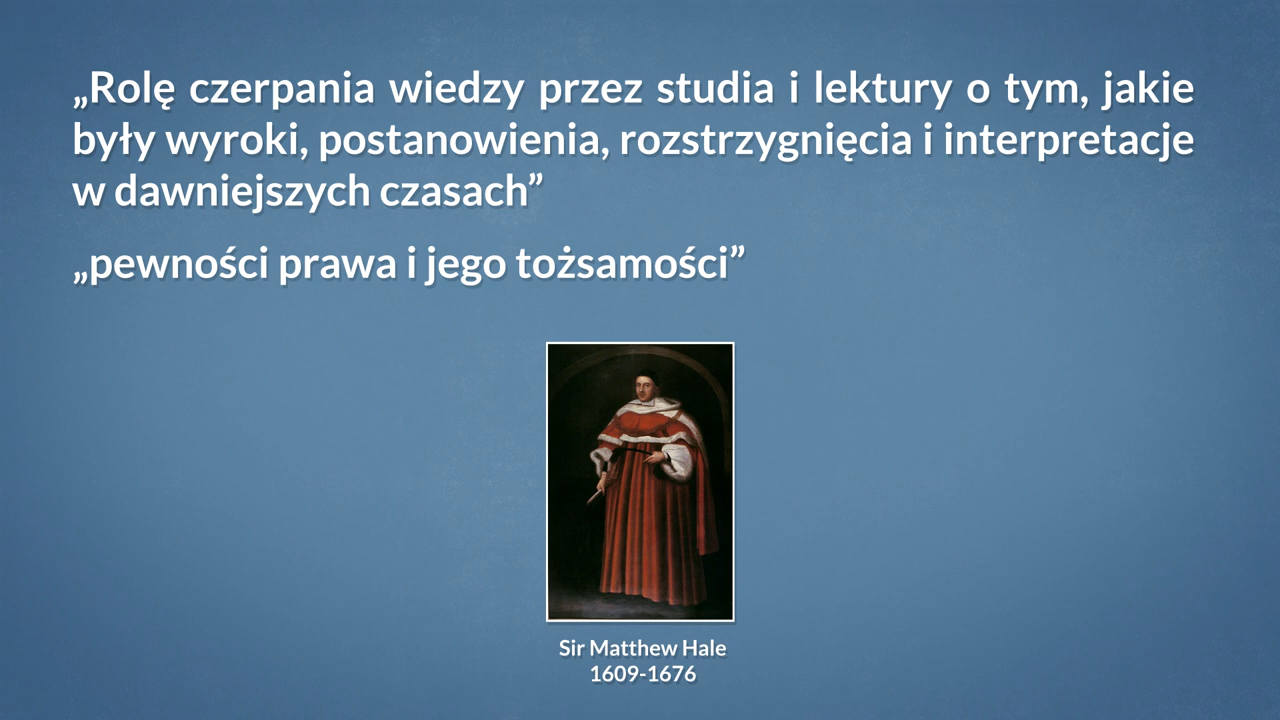 „Rolę czerpania wiedzy przez studia i lektury o tym, jakie
były wyroki, postanowienia, rozstrzygnięcia i interpretacje
w dawniejszych czasach”
„pewności prawa i jego tożsamości”
Sir Matthew Hale
1609-1676